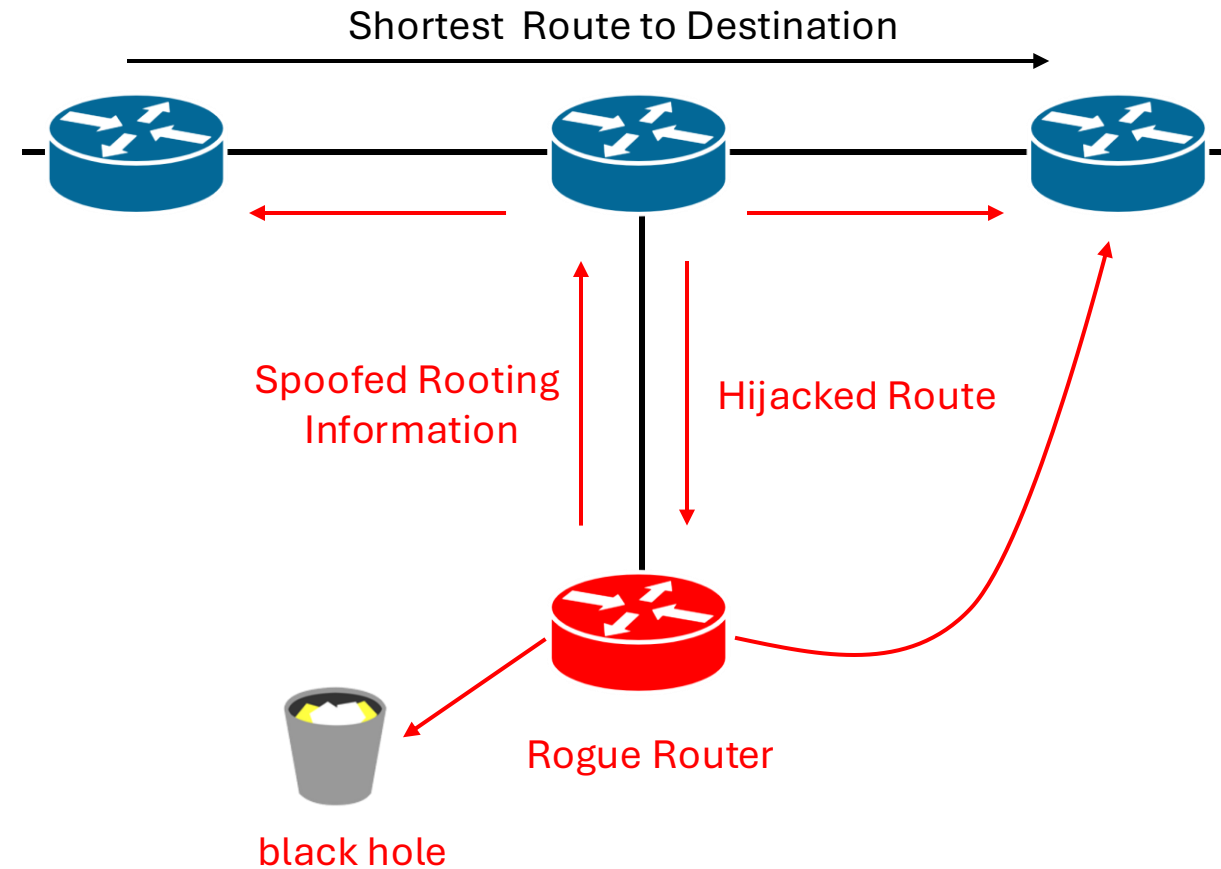 Shortest  Route to Destination
Spoofed Rooting
Information
Hijacked Route
Rogue Router
black hole